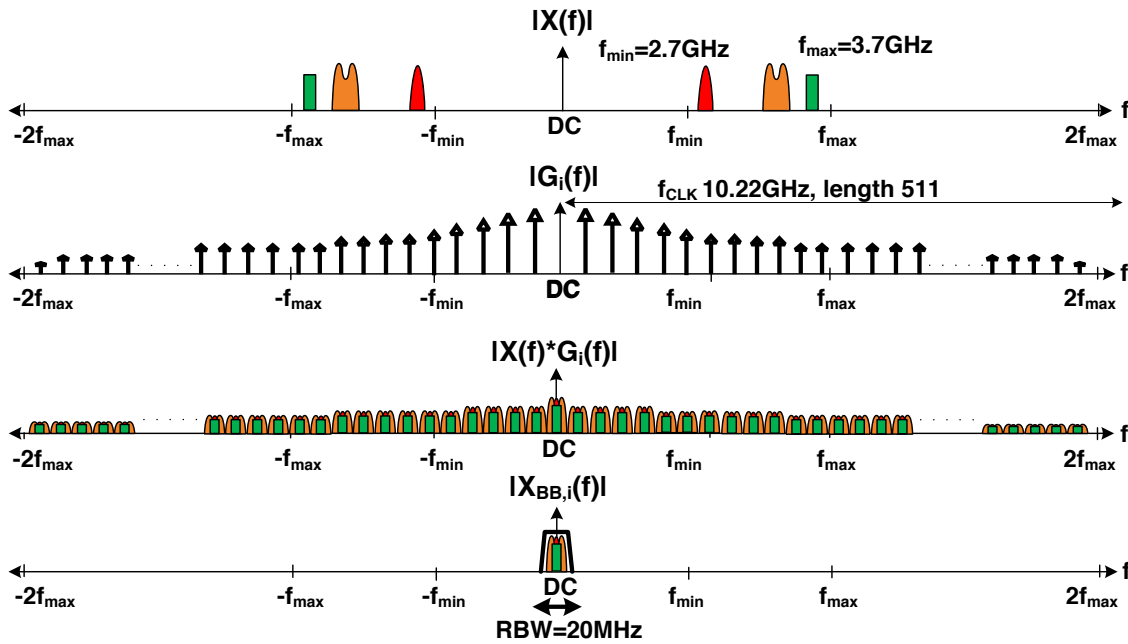 |X(f)|
f_min=2.7GHz f_max=3.7GHz
-2f_max -f_max -f_min DC f_min f_max 2f_max f
|G_i(f)|
f_CLK 10.22GHz, length 511
-2f_max -f_max -f_min DC f_min f_max 2f_max f
|X(f)*G_i(f)|
-2f_max -f_max -f_min DC f_min f_max 2f_max f
|X_BB,i(f)|
-2f_max -f_max -f_min DC f_min f_max 2f_max f
RBW=20MHz